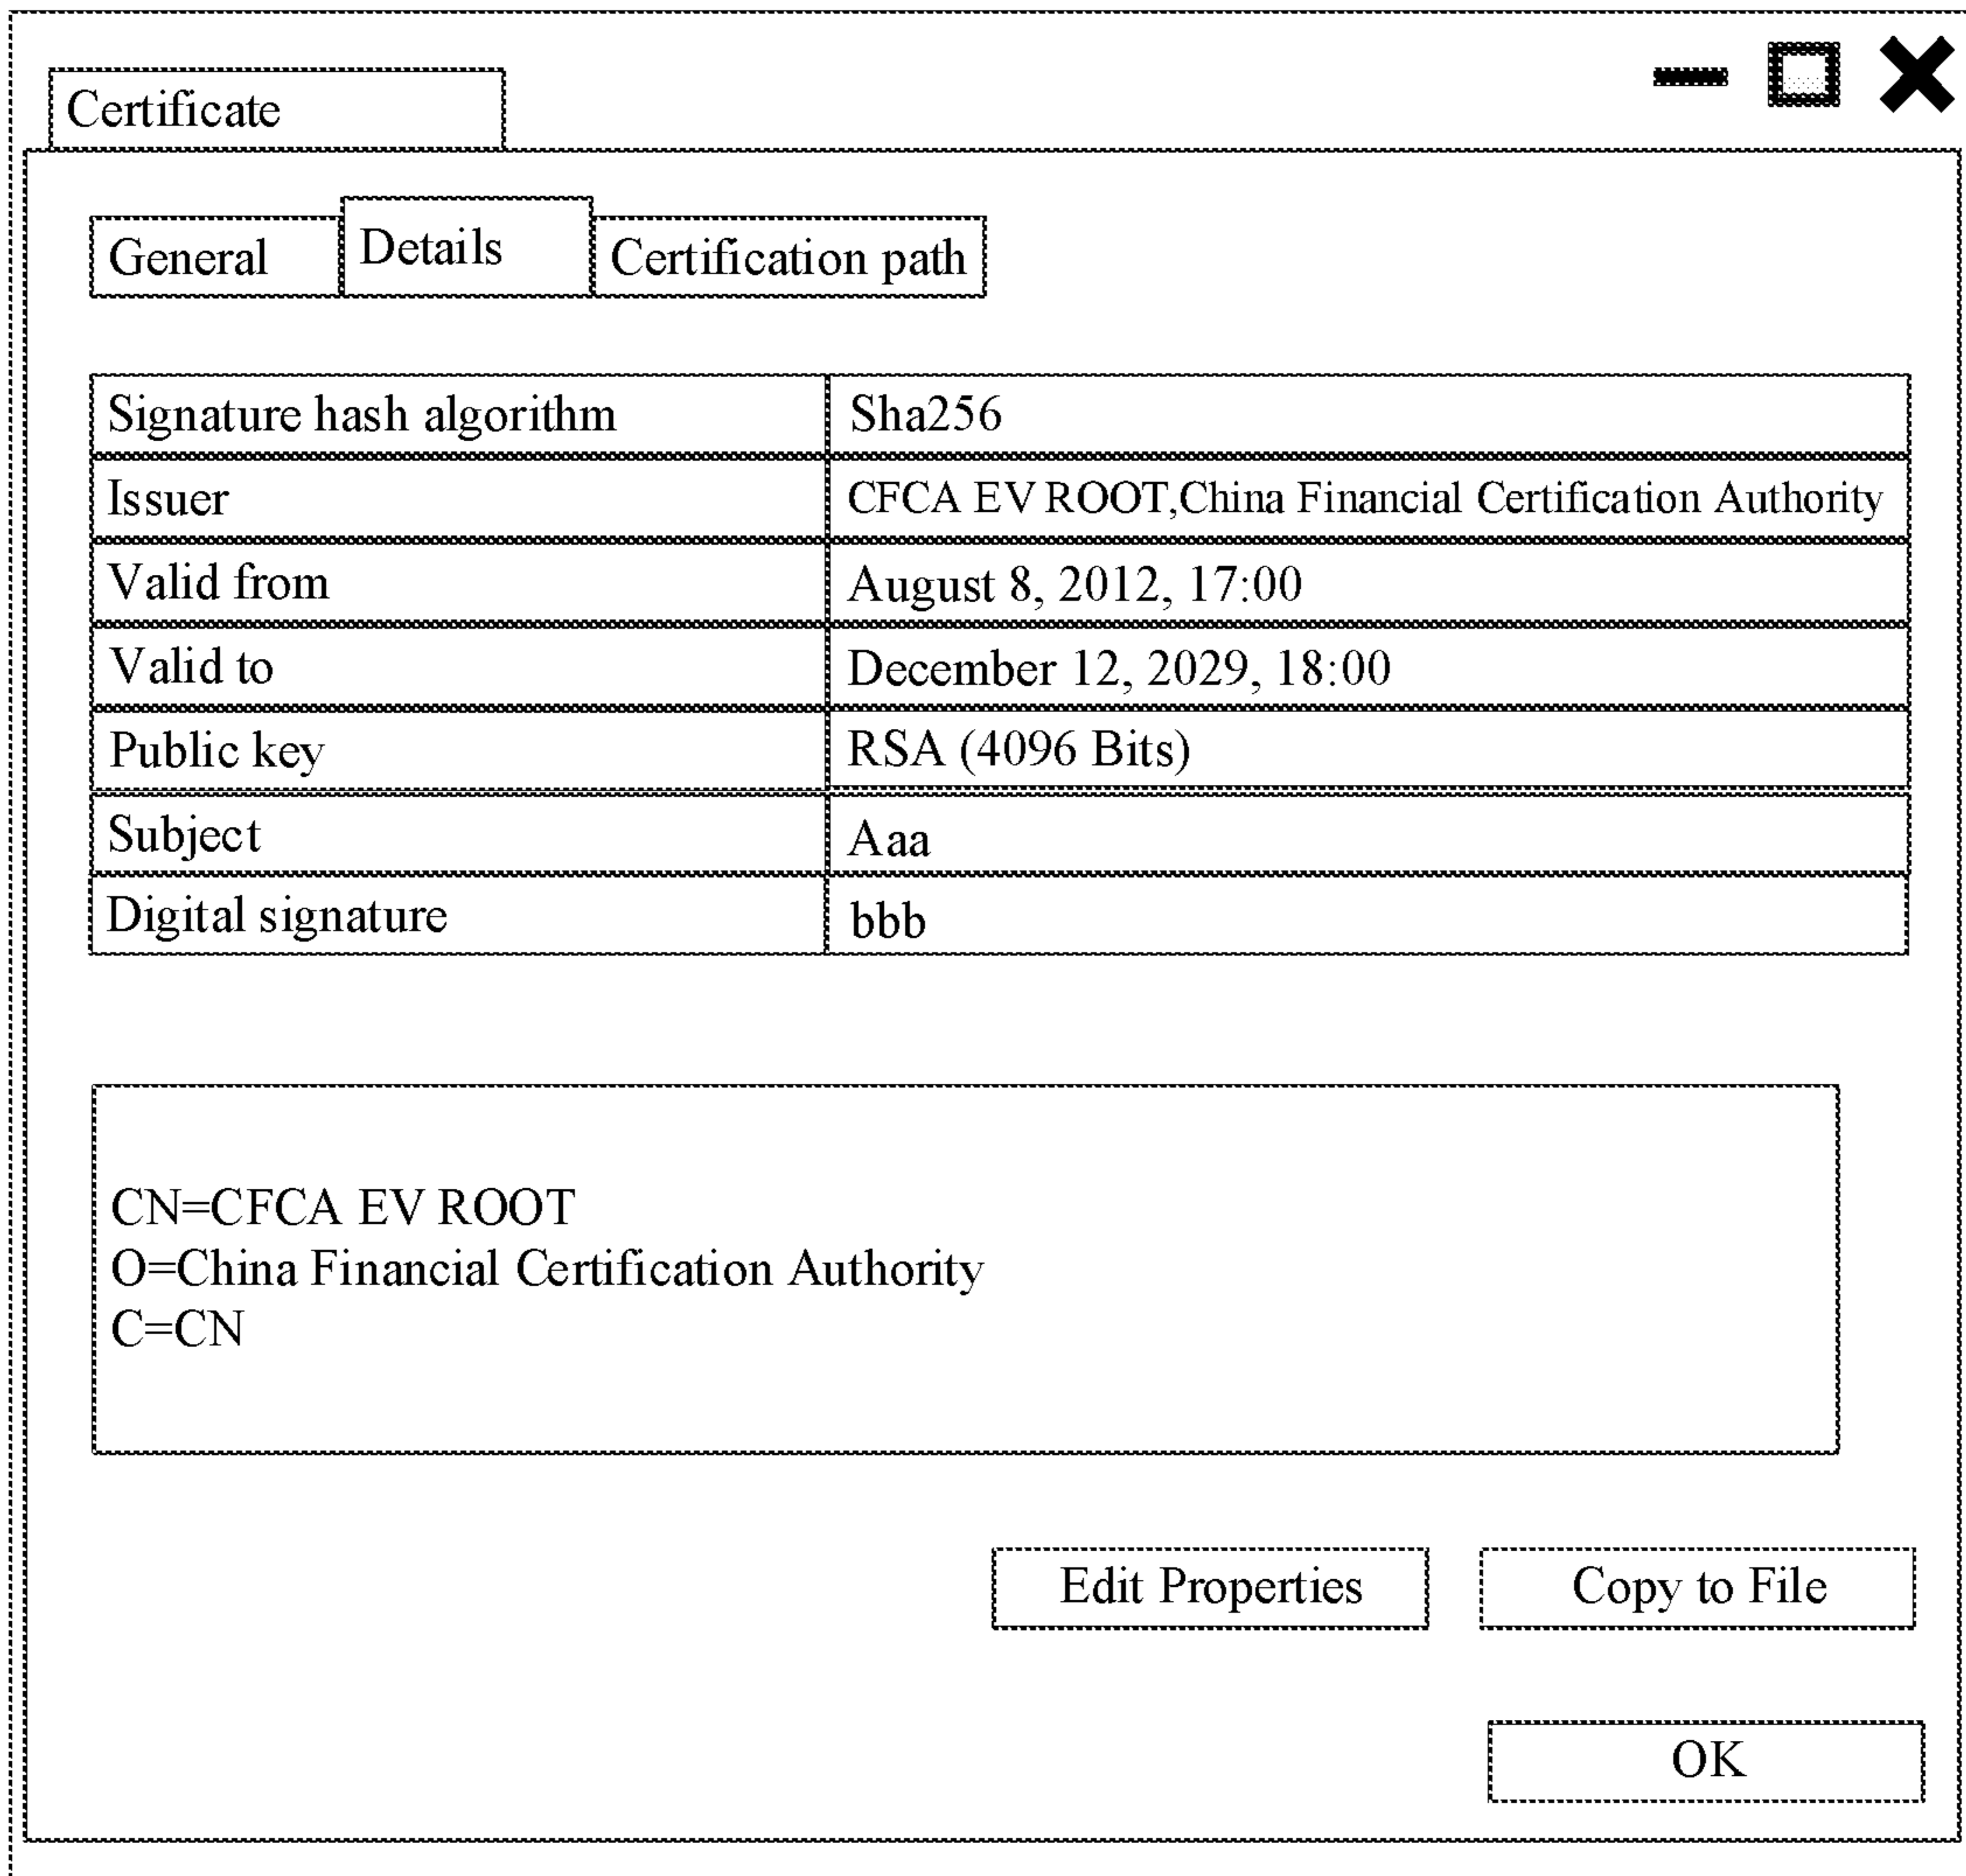 Certificate
General Details Certification path
Signature hash algorithm Sha256
Issuer CFCA EV ROOT,China Financial Certification Authority
Valid from August 8, 2012, 17:00
Valid to December 12, 2029, 18:00
Public key RSA (4096 Bits)
Subject Aaa
Digital signature bbb
CN=CFCA EV ROOT
O=China Financial Certification Authority
C=CN
Edit Properties Copy to File
OK